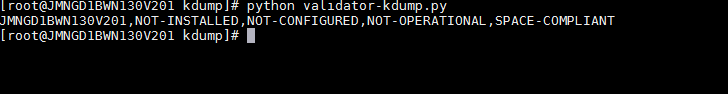 [root@JMNGD1BWN130V201 kdump]# python validator-kdump.py
JMNGD1BWN130V201,NOT-INSTALLED,NOT-CONFIGURED,NOT-OPERATIONAL,SPACE-COMPLIANT
[root@JMNGD1BWN130V201 kdump]#